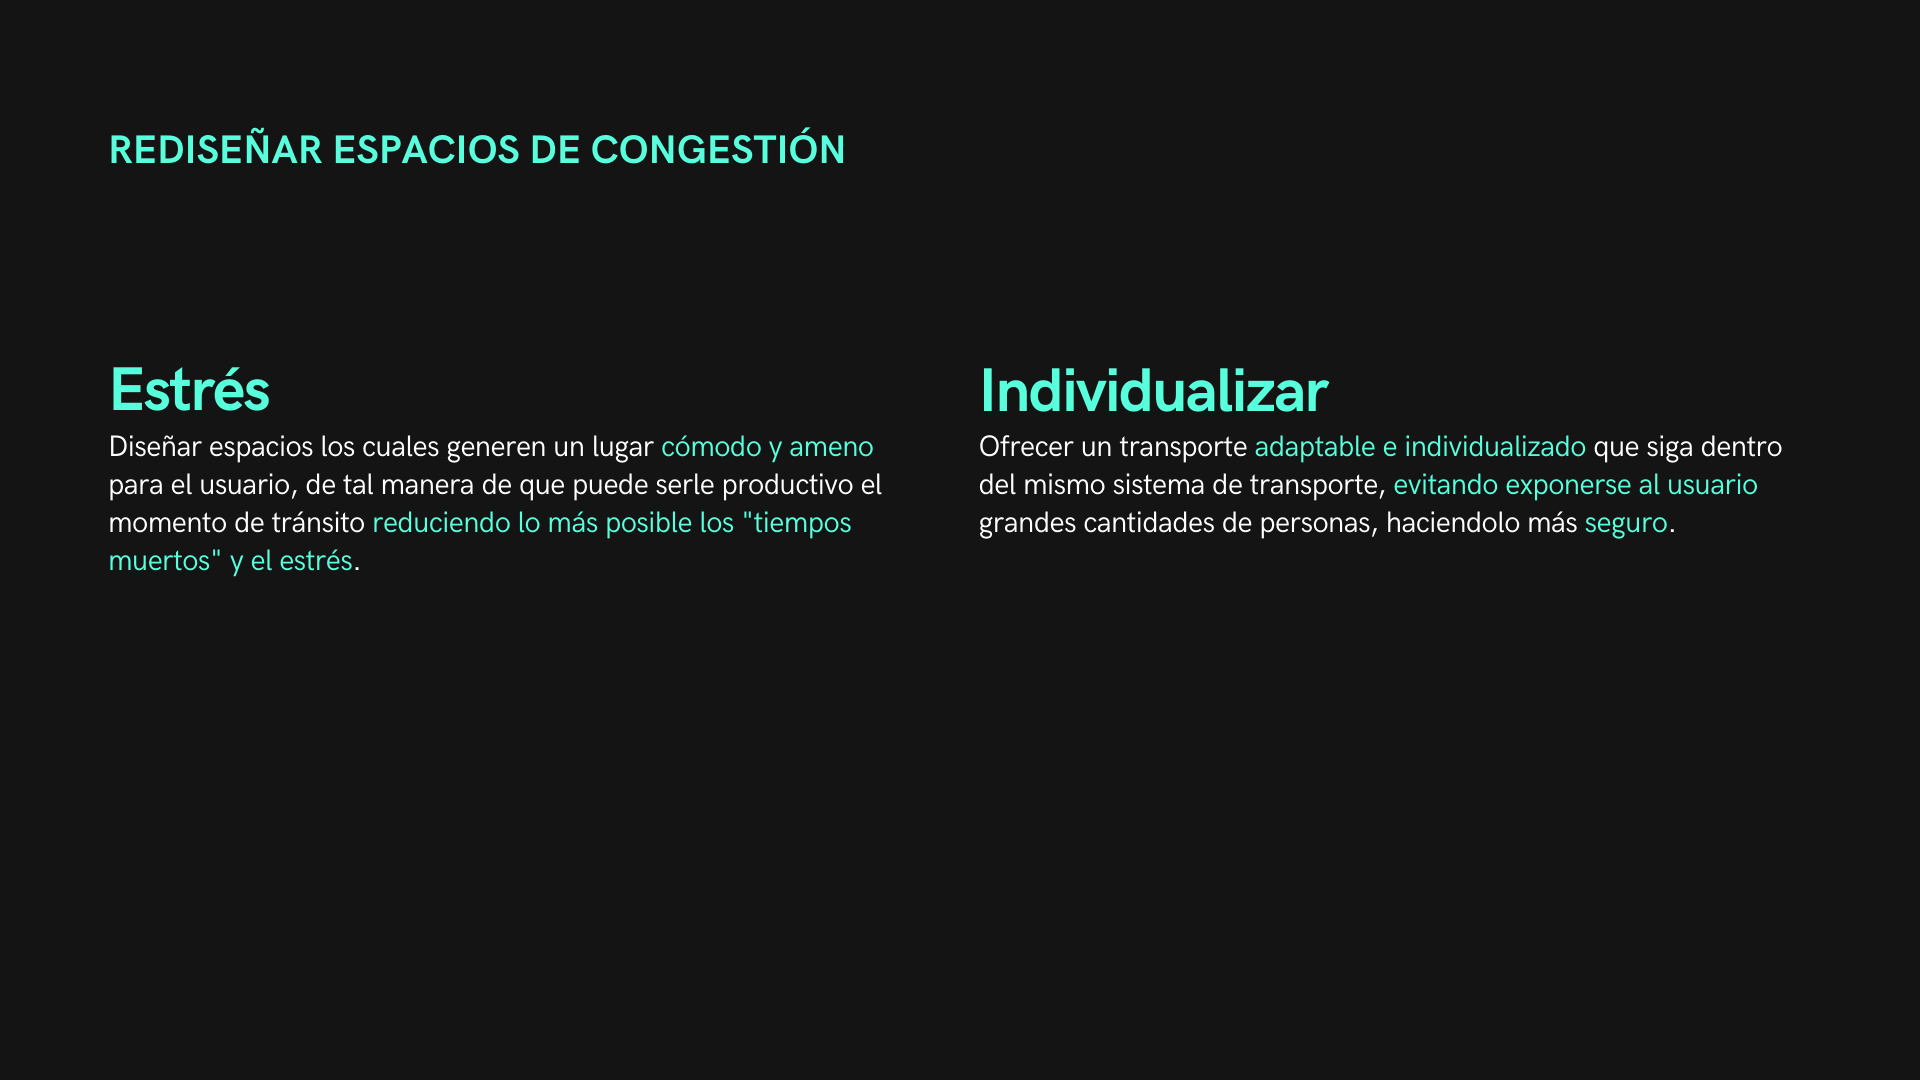 REDISEÑAR ESPACIOS DE CONGESTIÓN
Estrés
Diseñar espacios los cuales generen un lugar cómodo y ameno
para el usuario, de tal manera de que puede serle productivo el
momento de tránsito reduciendo lo más posible los "tiempos
muertos" y el estrés.
Individualizar
Ofrecer un transporte adaptable e individualizado que siga dentro
del mismo sistema de transporte, evitando exponerse al usuario
grandes cantidades de personas, haciendolo más seguro.